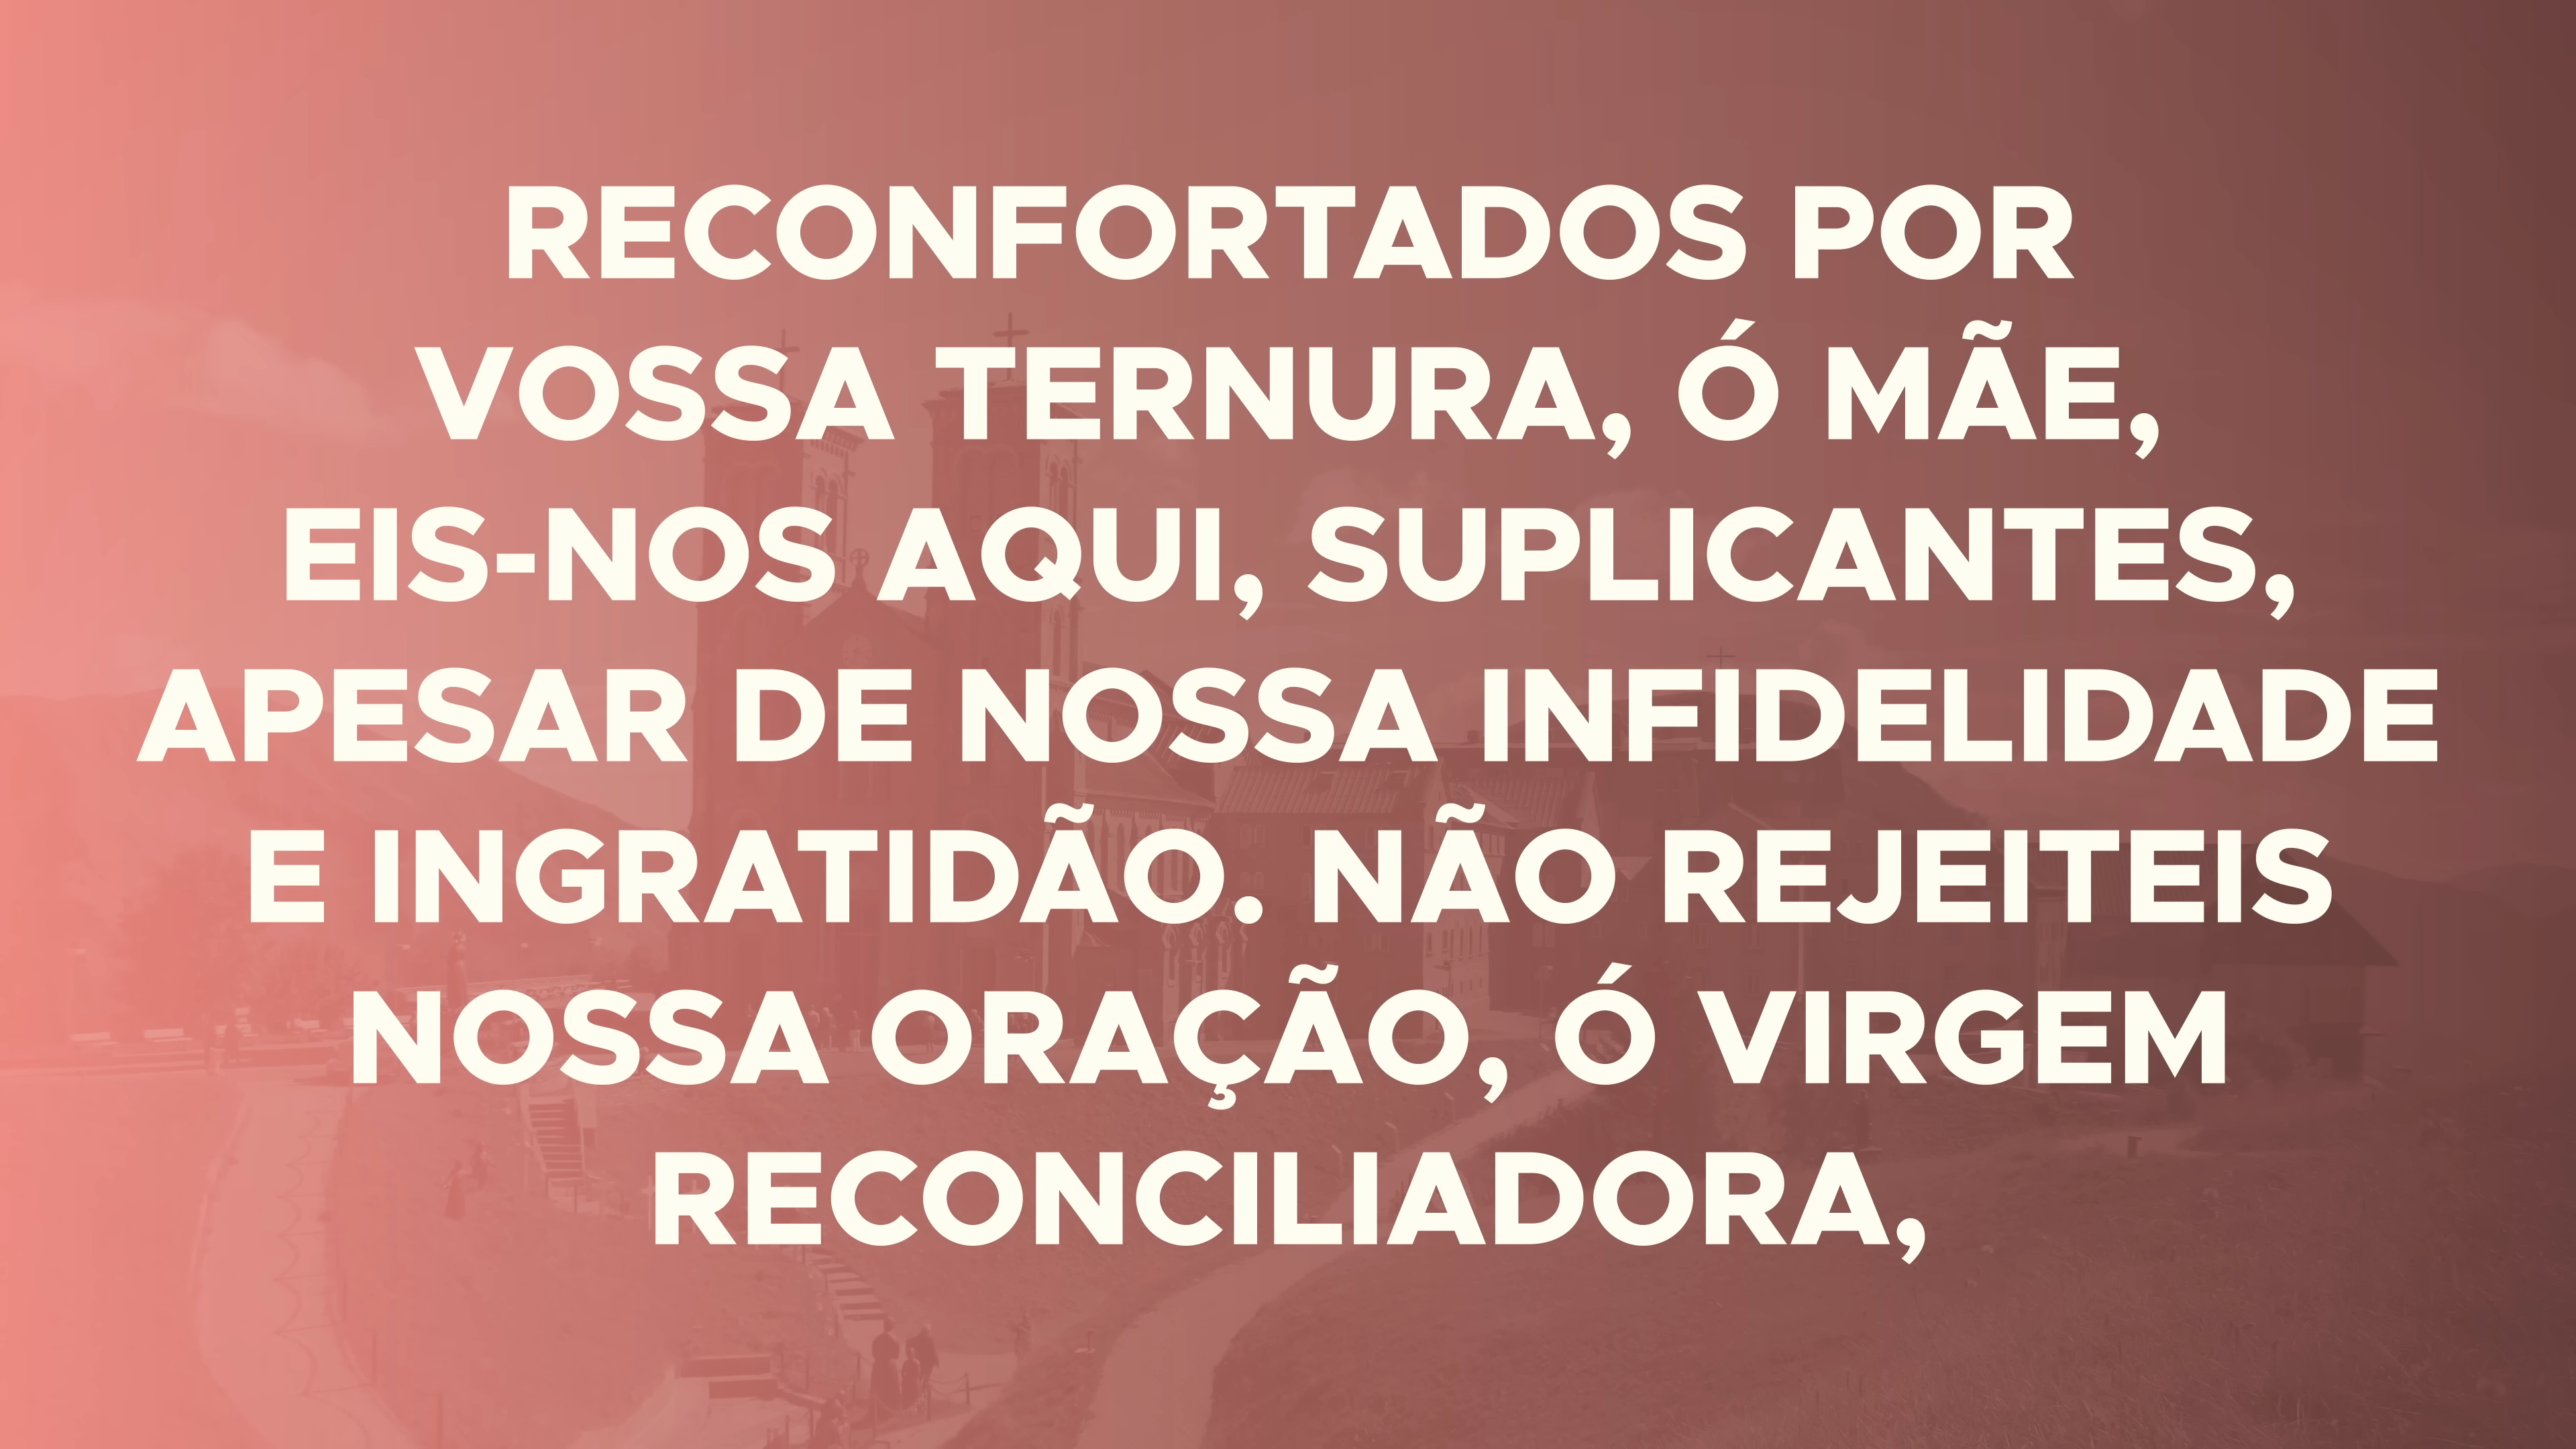 RECONFORTADOS POR
VOSSA TERNURA, Ó MÃE,
EIS-NOS AQUI, SUPLICANTES,
APESAR DE NOSSA INFIDELIDADE
E INGRATIDÃO. NÃO REJEITEIS
NOSSA ORAÇÃO, Ó VIRGEM
RECONCILIADORA,